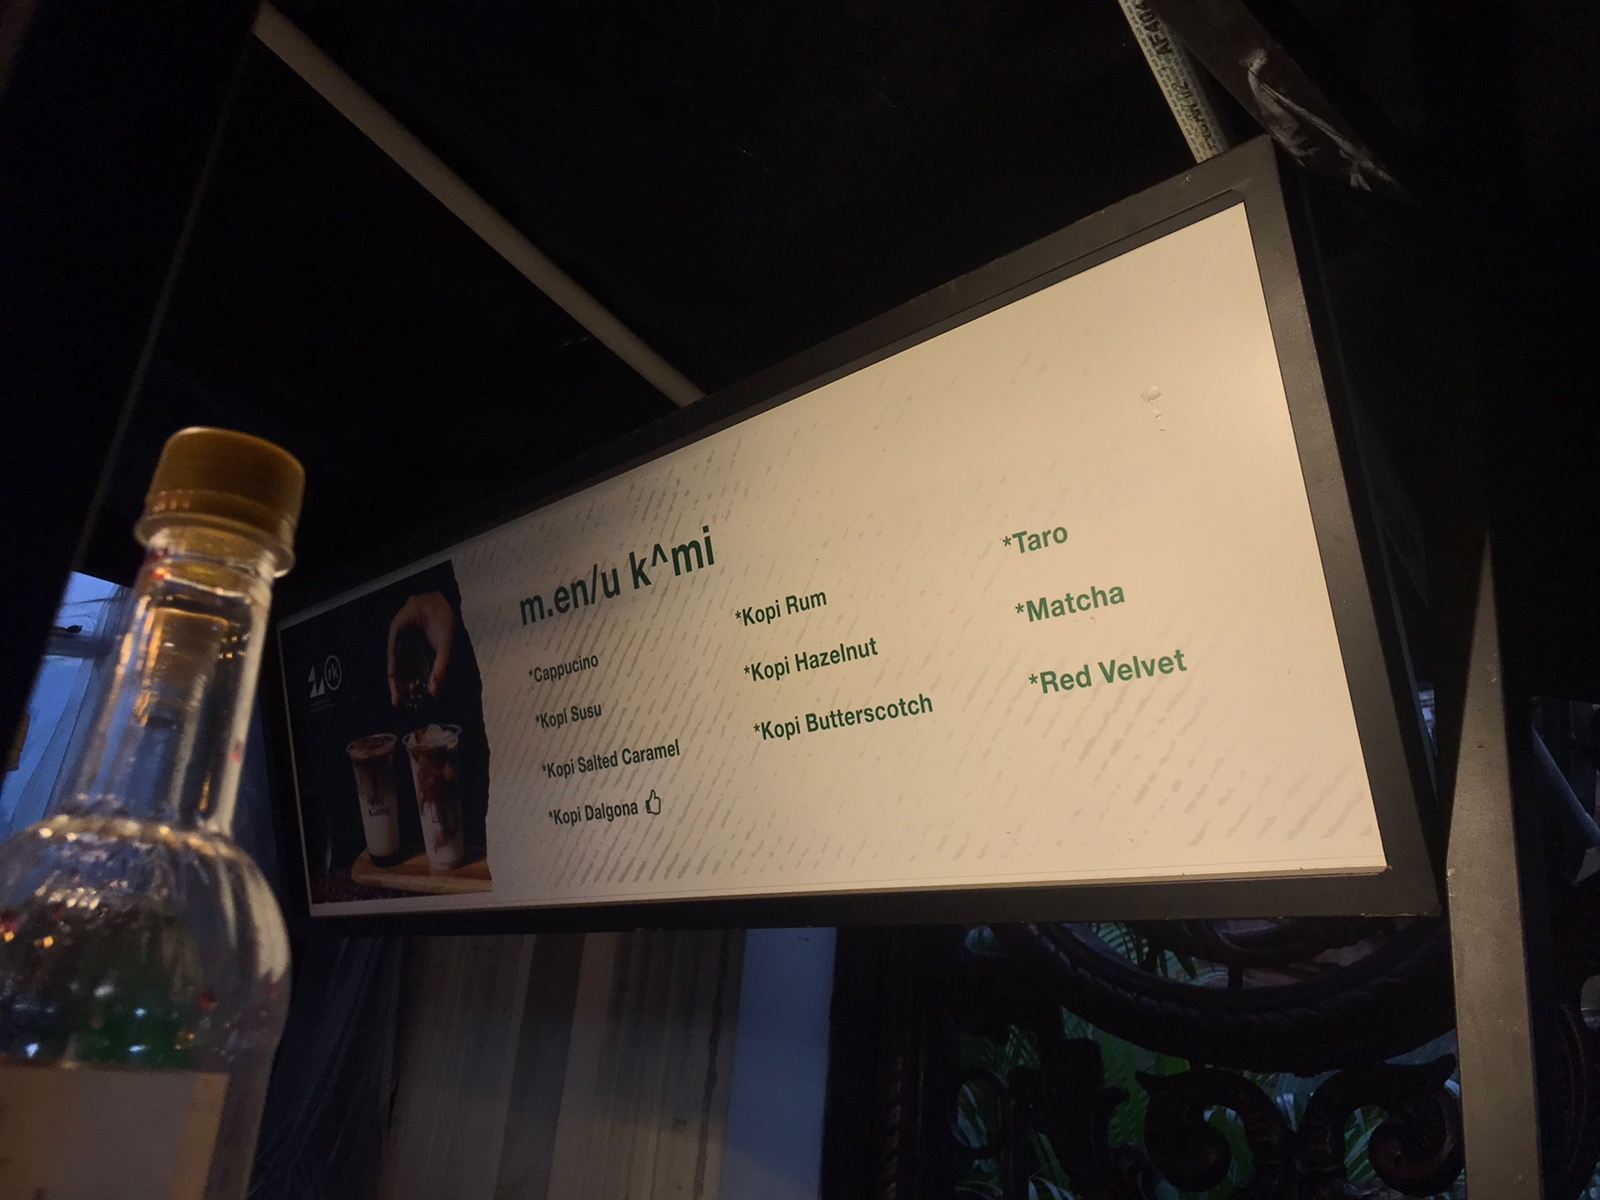 m.en/u k^mi
*Cappucino
*Kopi Susu
*Kopi Salted Caramel
*Kopi Dalgona 👍
*Kopi Rum
*Kopi Hazelnut
*Kopi Butterscotch
*Taro
*Matcha
*Red Velvet